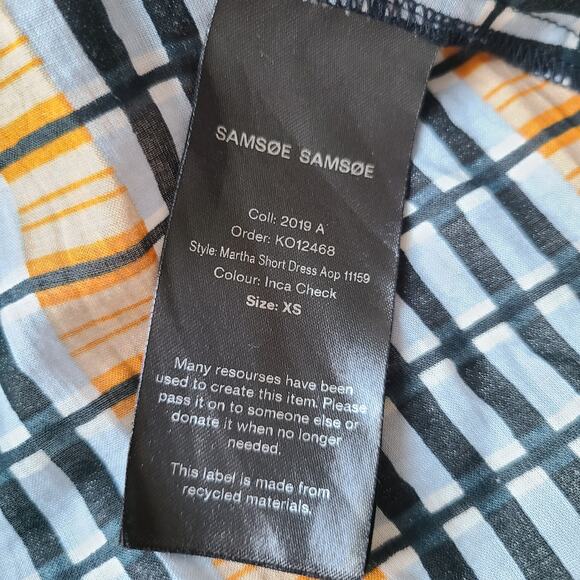 SAMSØE SAMSØE
Coll: 2019 A
Order: KO12468
Style: Martha Short Dress Aop 11159
Colour: Inca Check
Size: XS
Many resourses have been
used to create this item. Please
pass it on to someone else or
donate it when no longer
needed.
This label is made from
recycled materials.